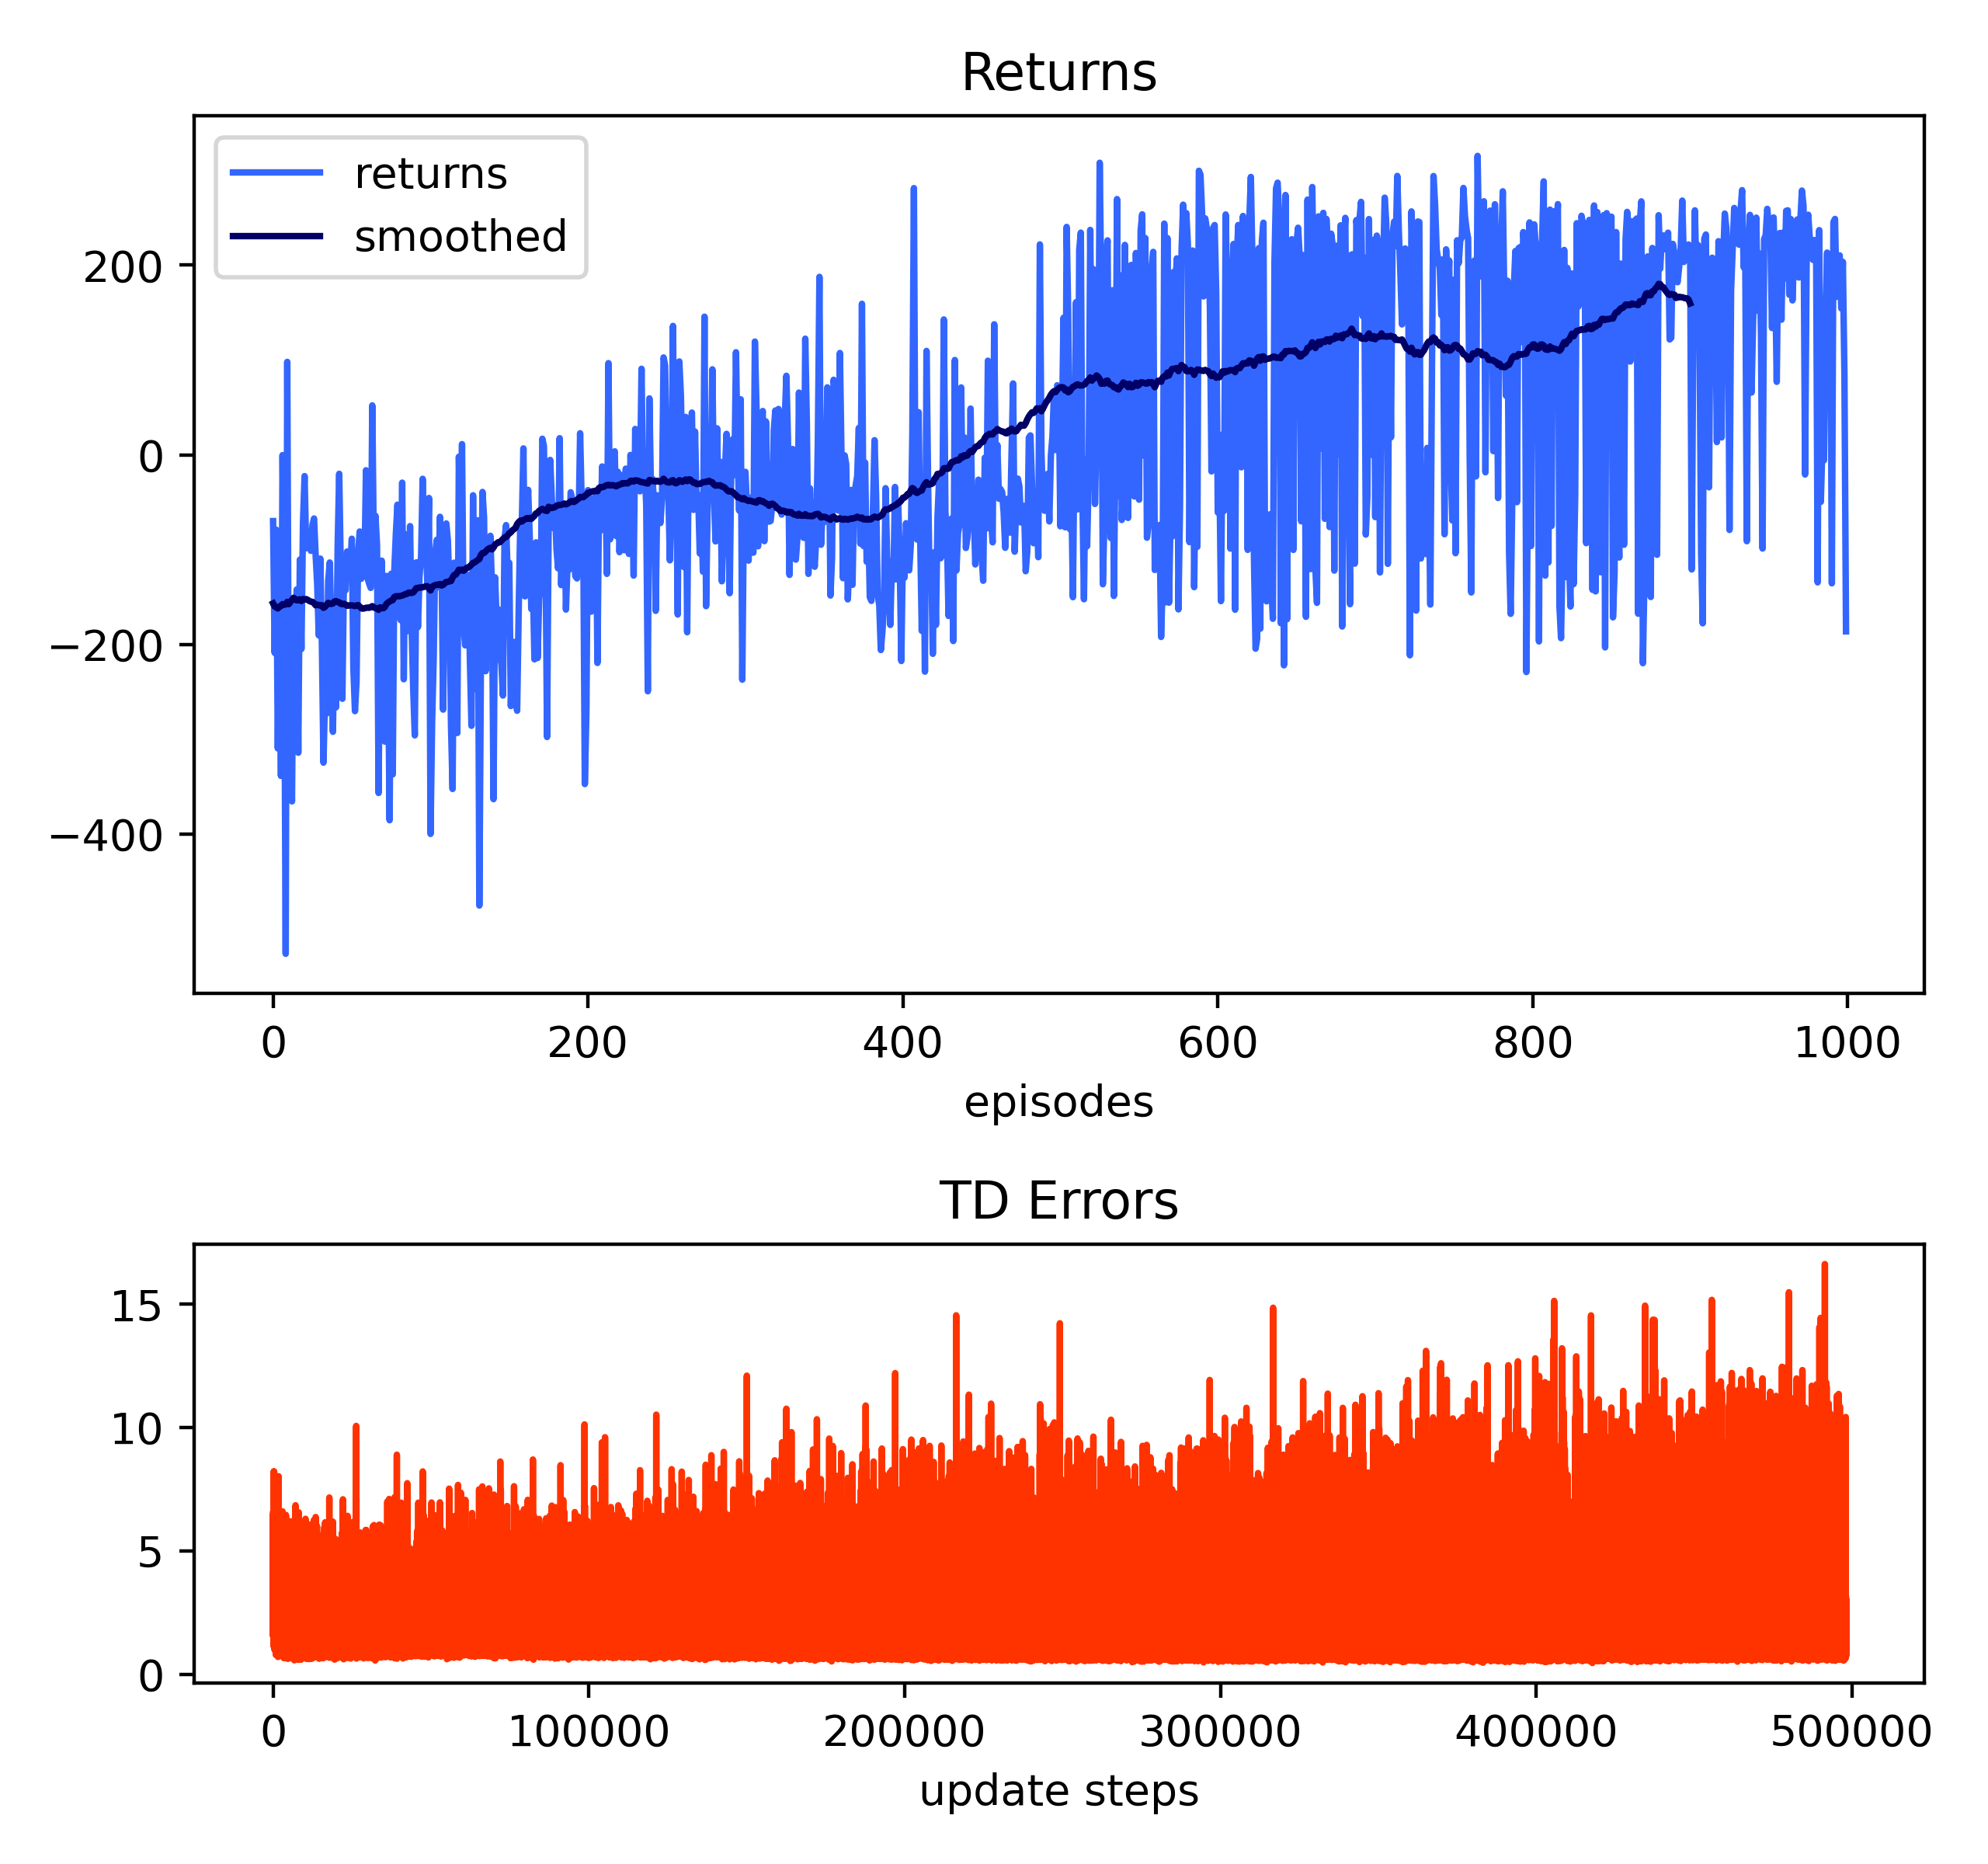 Returns
returns
smoothed
200
0
−200
−400
0 200 400 600 800 1000
episodes
TD Errors
15
10
5
0
0 100000 200000 300000 400000 500000
update steps